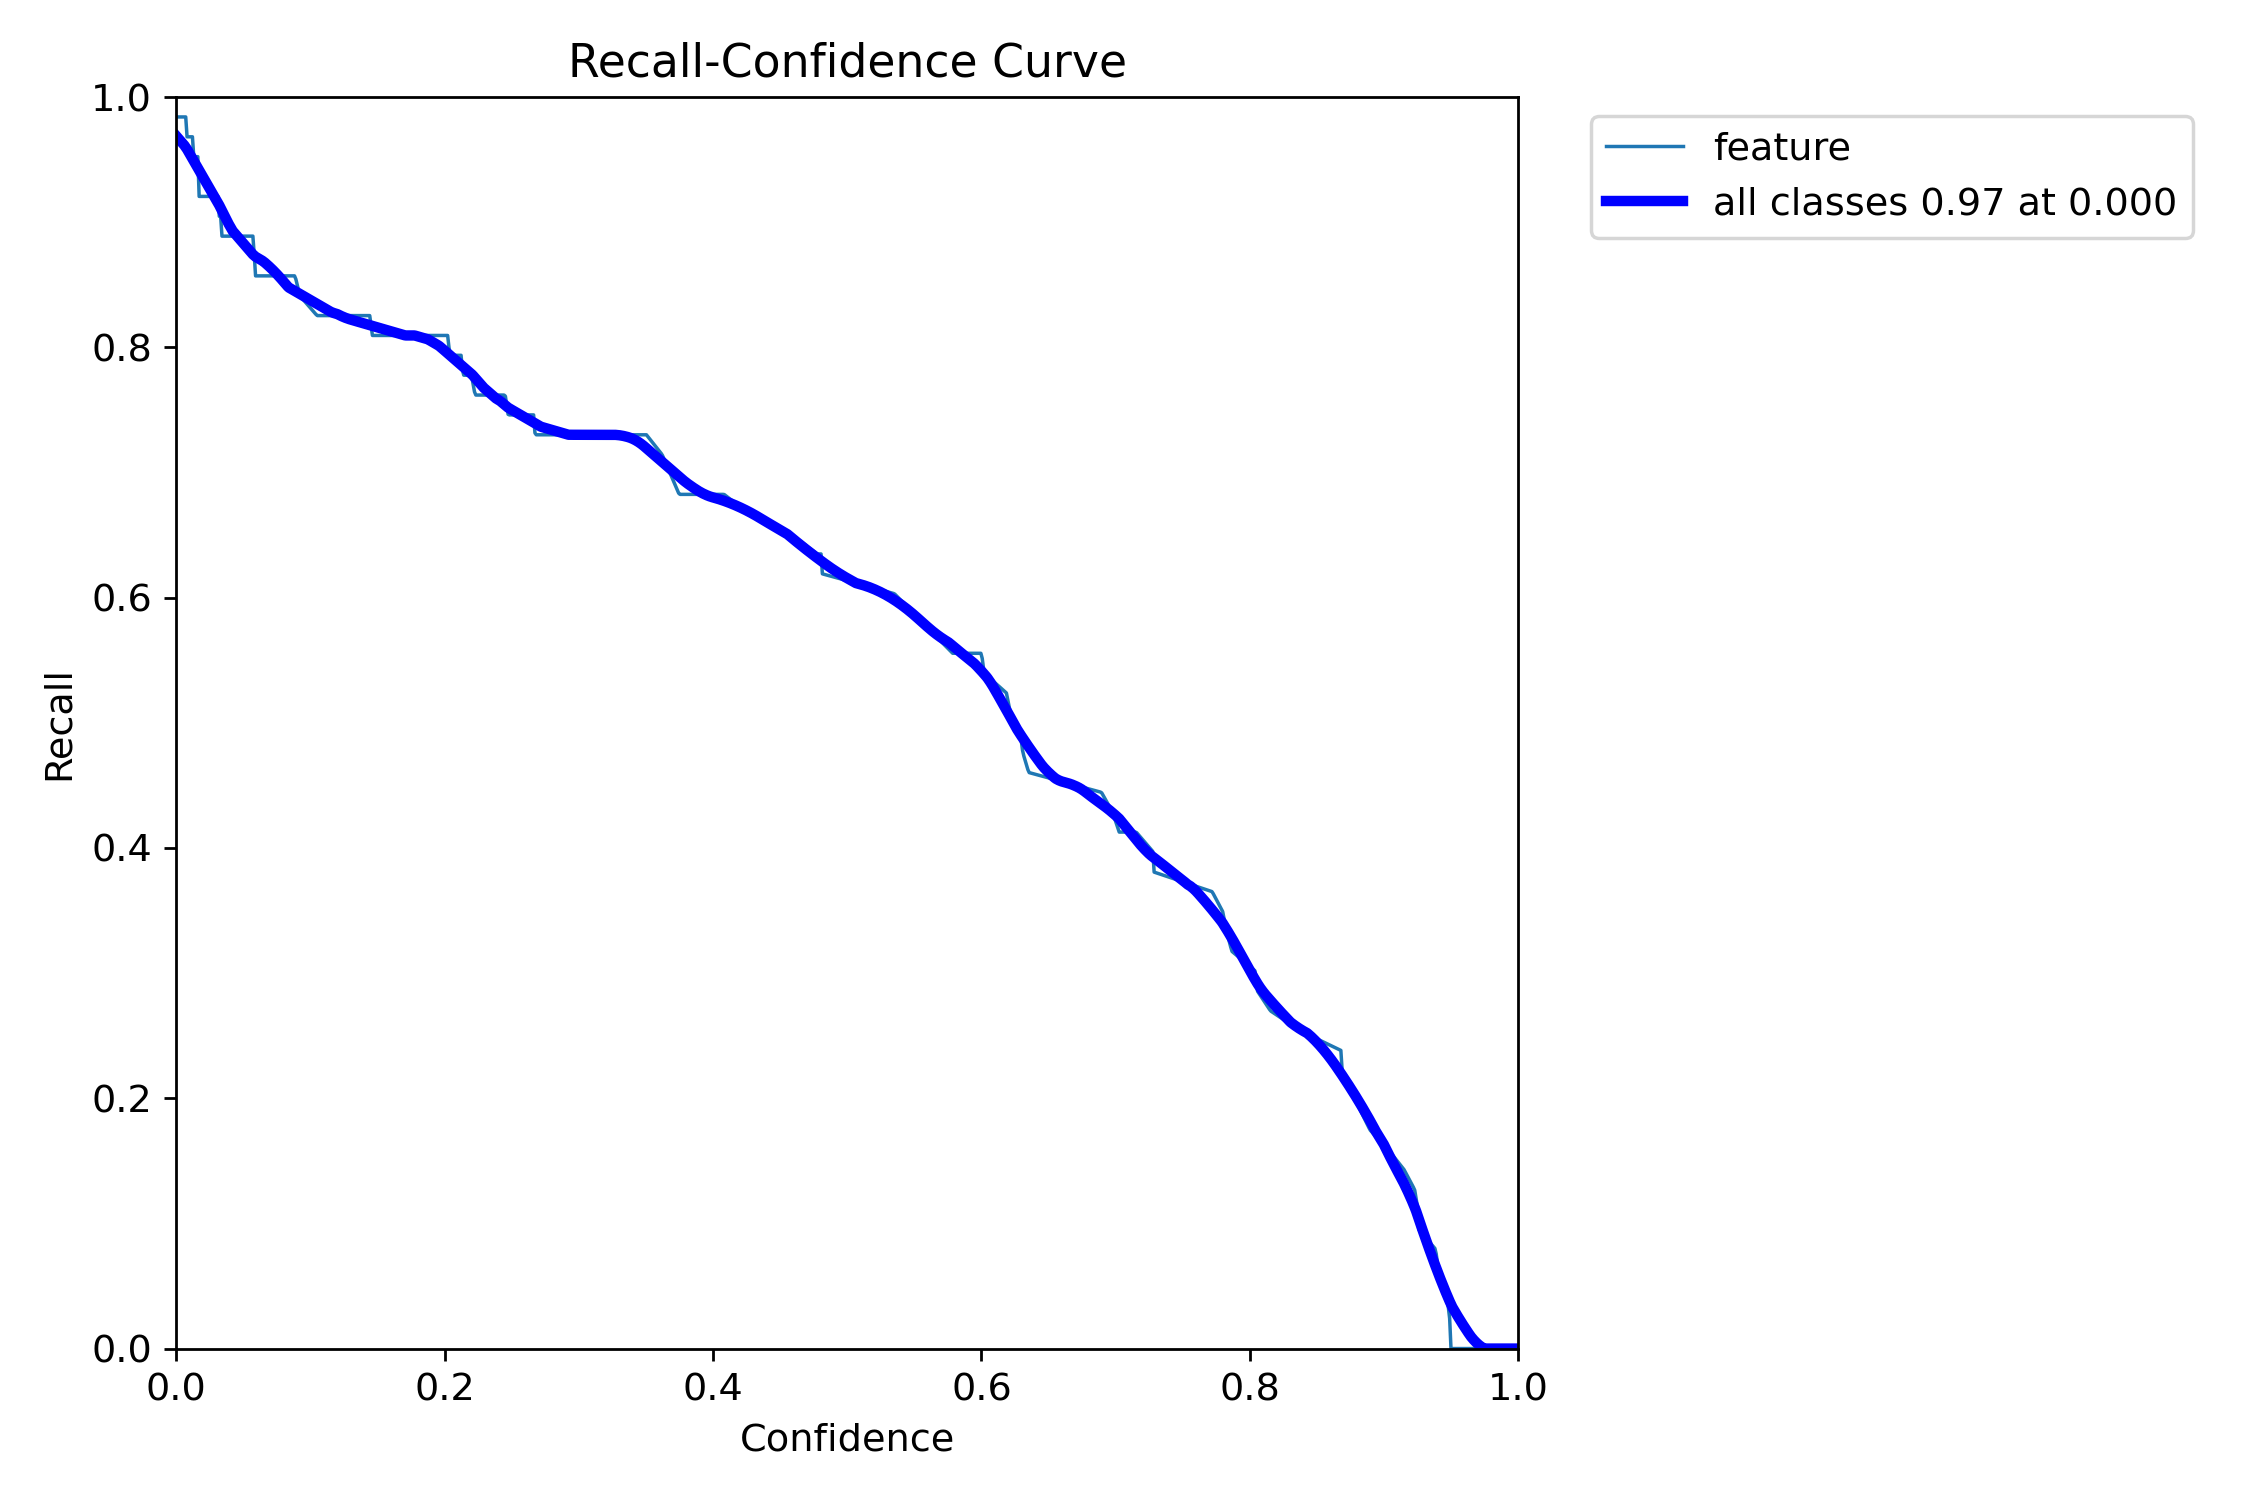 Recall-Confidence Curve
1.0
0.8
0.6
0.4
0.2
0.0
Recall
0.0 0.2 0.4 0.6 0.8 1.0
Confidence
feature
all classes 0.97 at 0.000